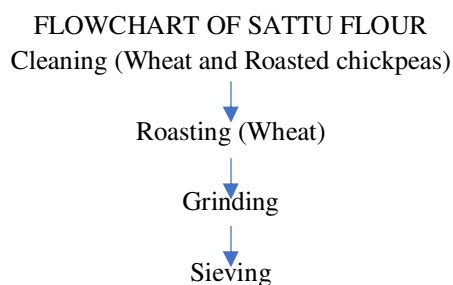 FLOWCHART OF SATTU FLOUR
Cleaning (Wheat and Roasted chickpeas)
Roasting (Wheat)
Grinding
Sieving